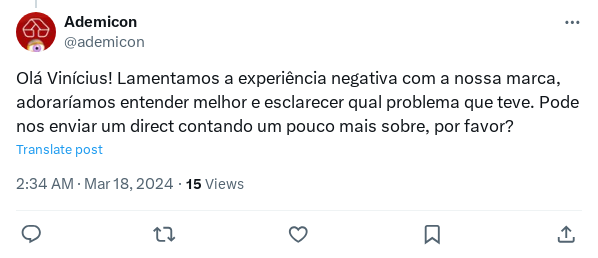 Ademicon
@ademicon
Olá Vinícius! Lamentamos a experiência negativa com a nossa marca,
adoraríamos entender melhor e esclarecer qual problema que teve. Pode
nos enviar um direct contando um pouco mais sobre, por favor?
Translate post
2:34 AM · Mar 18, 2024 · 15 Views